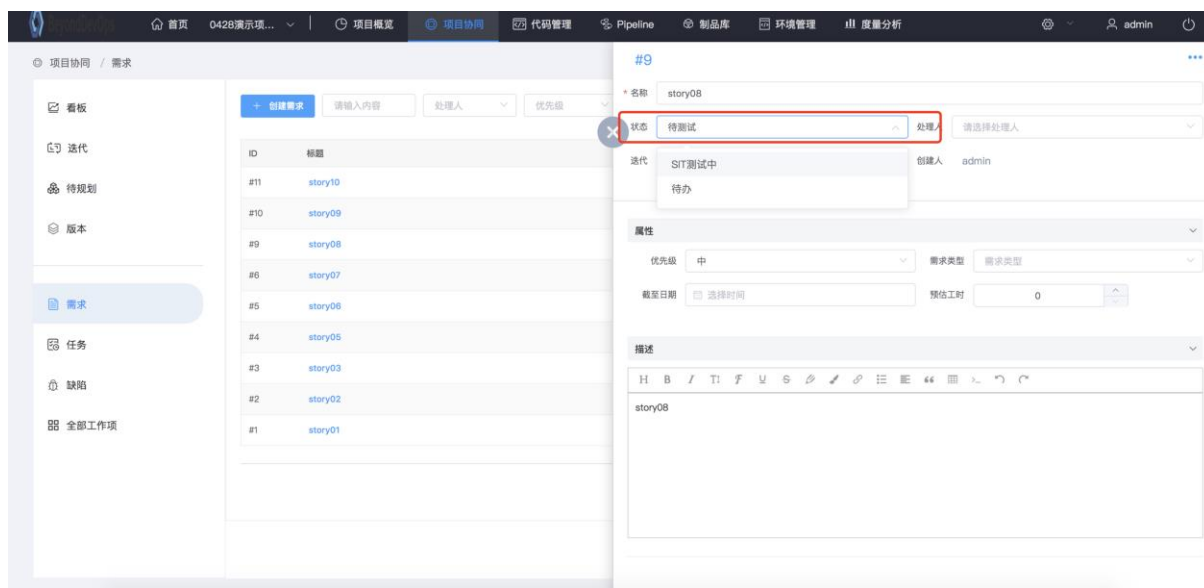 BeyondDevOps 首页 0428演示项... 项目概览 项目协同 代码管理 Pipeline 制品库 环境管理 度量分析 admin
项目协同 / 需求
看板
迭代
待规划
版本
需求
任务
缺陷
全部工作项
+ 创建需求 请输入内容 处理人 优先级
ID 标题
#11 story10
#10 story09
#9 story08
#6 story07
#5 story06
#4 story05
#3 story03
#2 story02
#1 story01
#9
* 名称 story08
状态 待测试 处理人 请选择处理人
迭代 创建人 admin
SIT测试中
待办
属性
优先级 中 需求类型 需求类型
截至日期 选择时间 预估工时 0
描述
story08